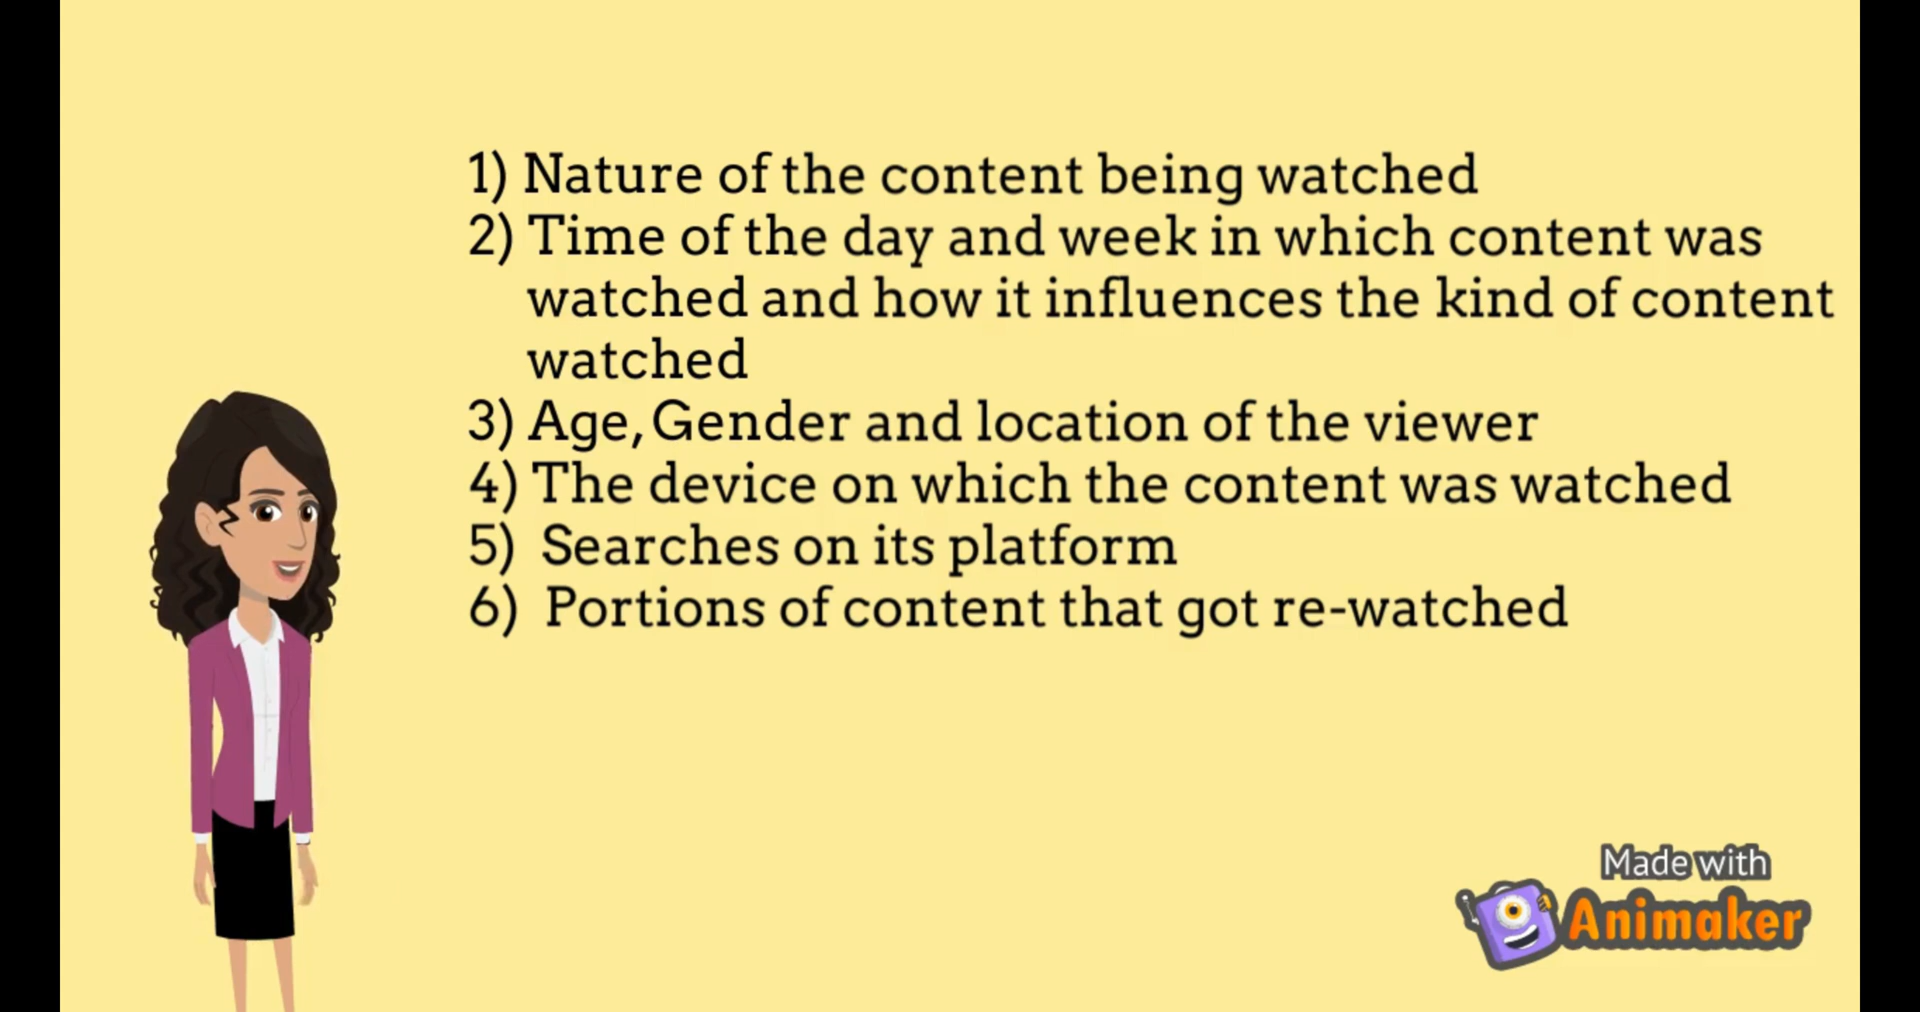 1) Nature of the content being watched
2) Time of the day and week in which content was
watched and how it influences the kind of content
watched
3) Age, Gender and location of the viewer
4) The device on which the content was watched
5) Searches on its platform
6) Portions of content that got re-watched
Made with
Animaker